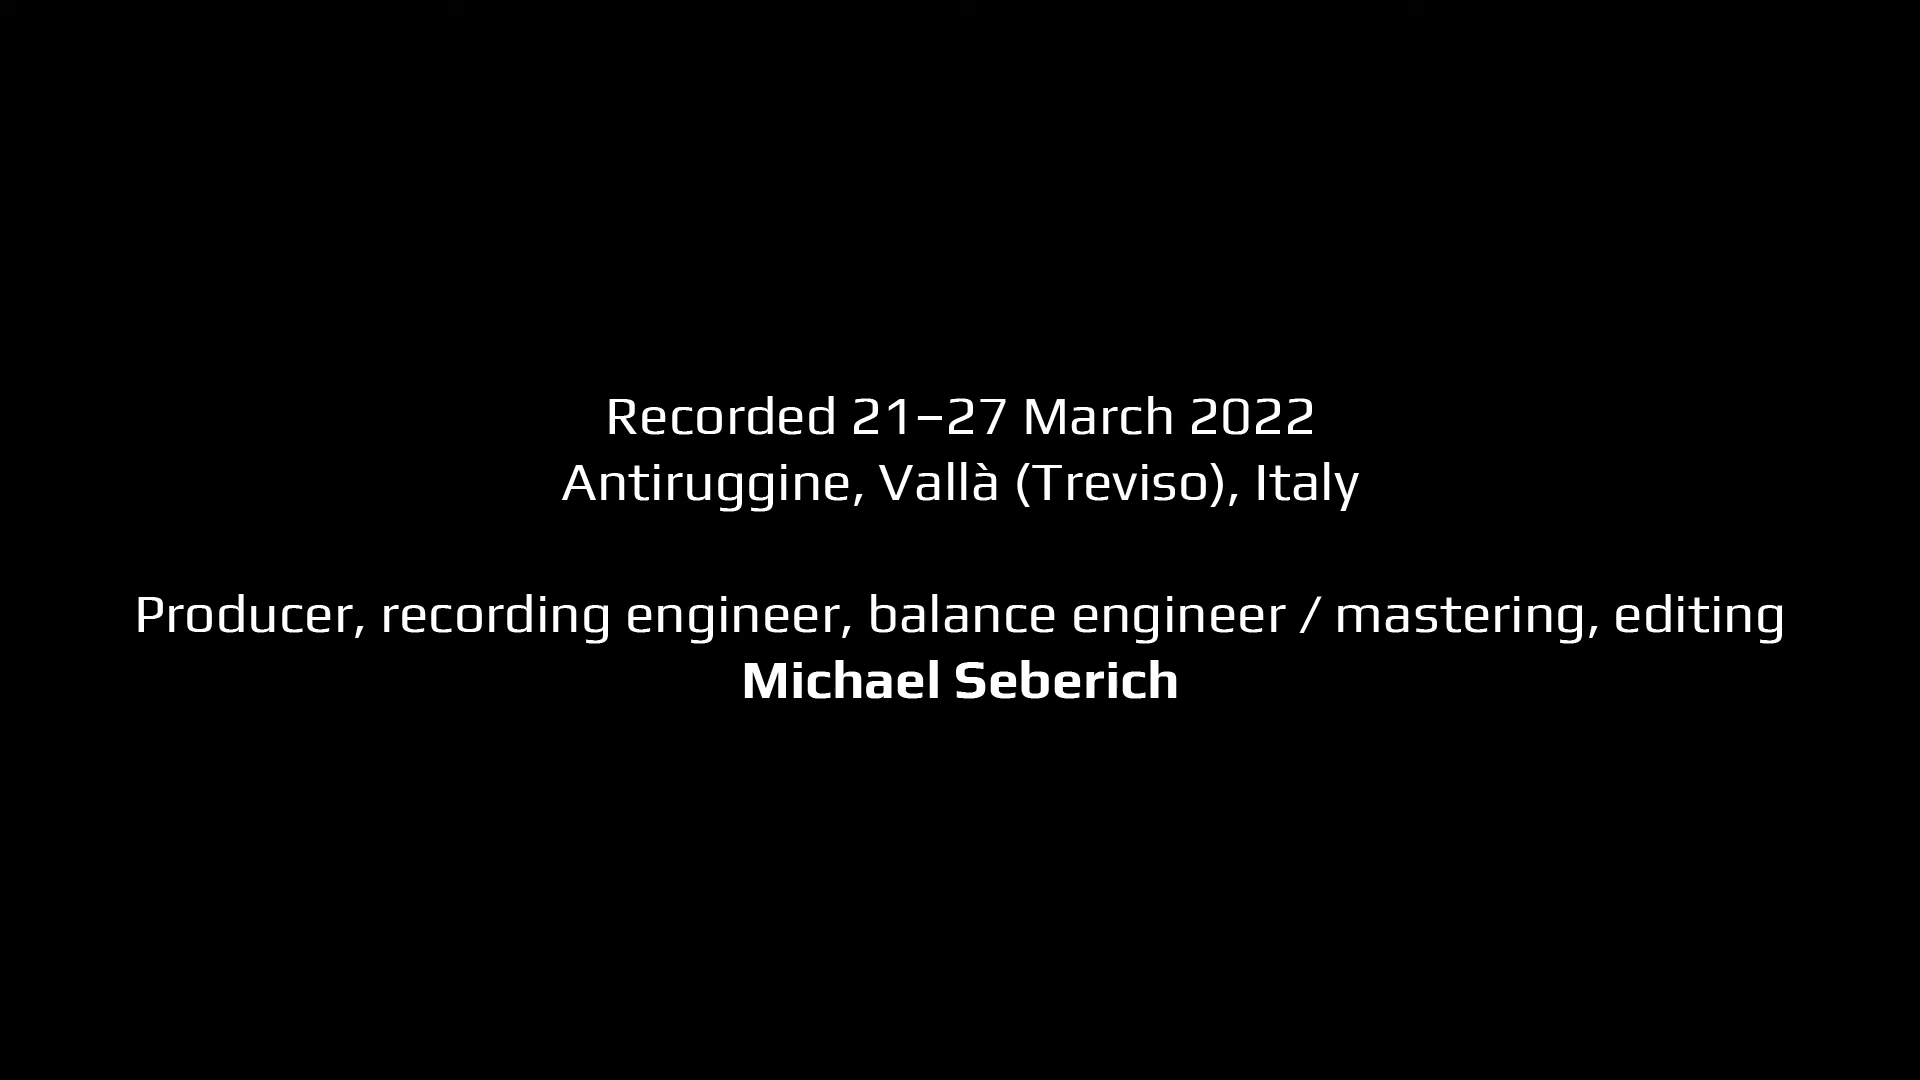 Recorded 21–27 March 2022
Antiruggine, Vallà (Treviso), Italy
Producer, recording engineer, balance engineer / mastering, editing
Michael Seberich